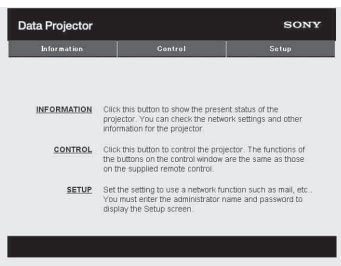 Data Projector SONY
Information Control Setup
INFORMATION Click this button to show the present status of the
projector. You can check the network settings and other
information for the projector.
CONTROL Click this button to control the projector. The functions of
the buttons on the control window are the same as those
on the supplied remote control.
SETUP Set the setting to use a network function such as mail, etc..
You must enter the administrator name and password to
display the Setup screen.